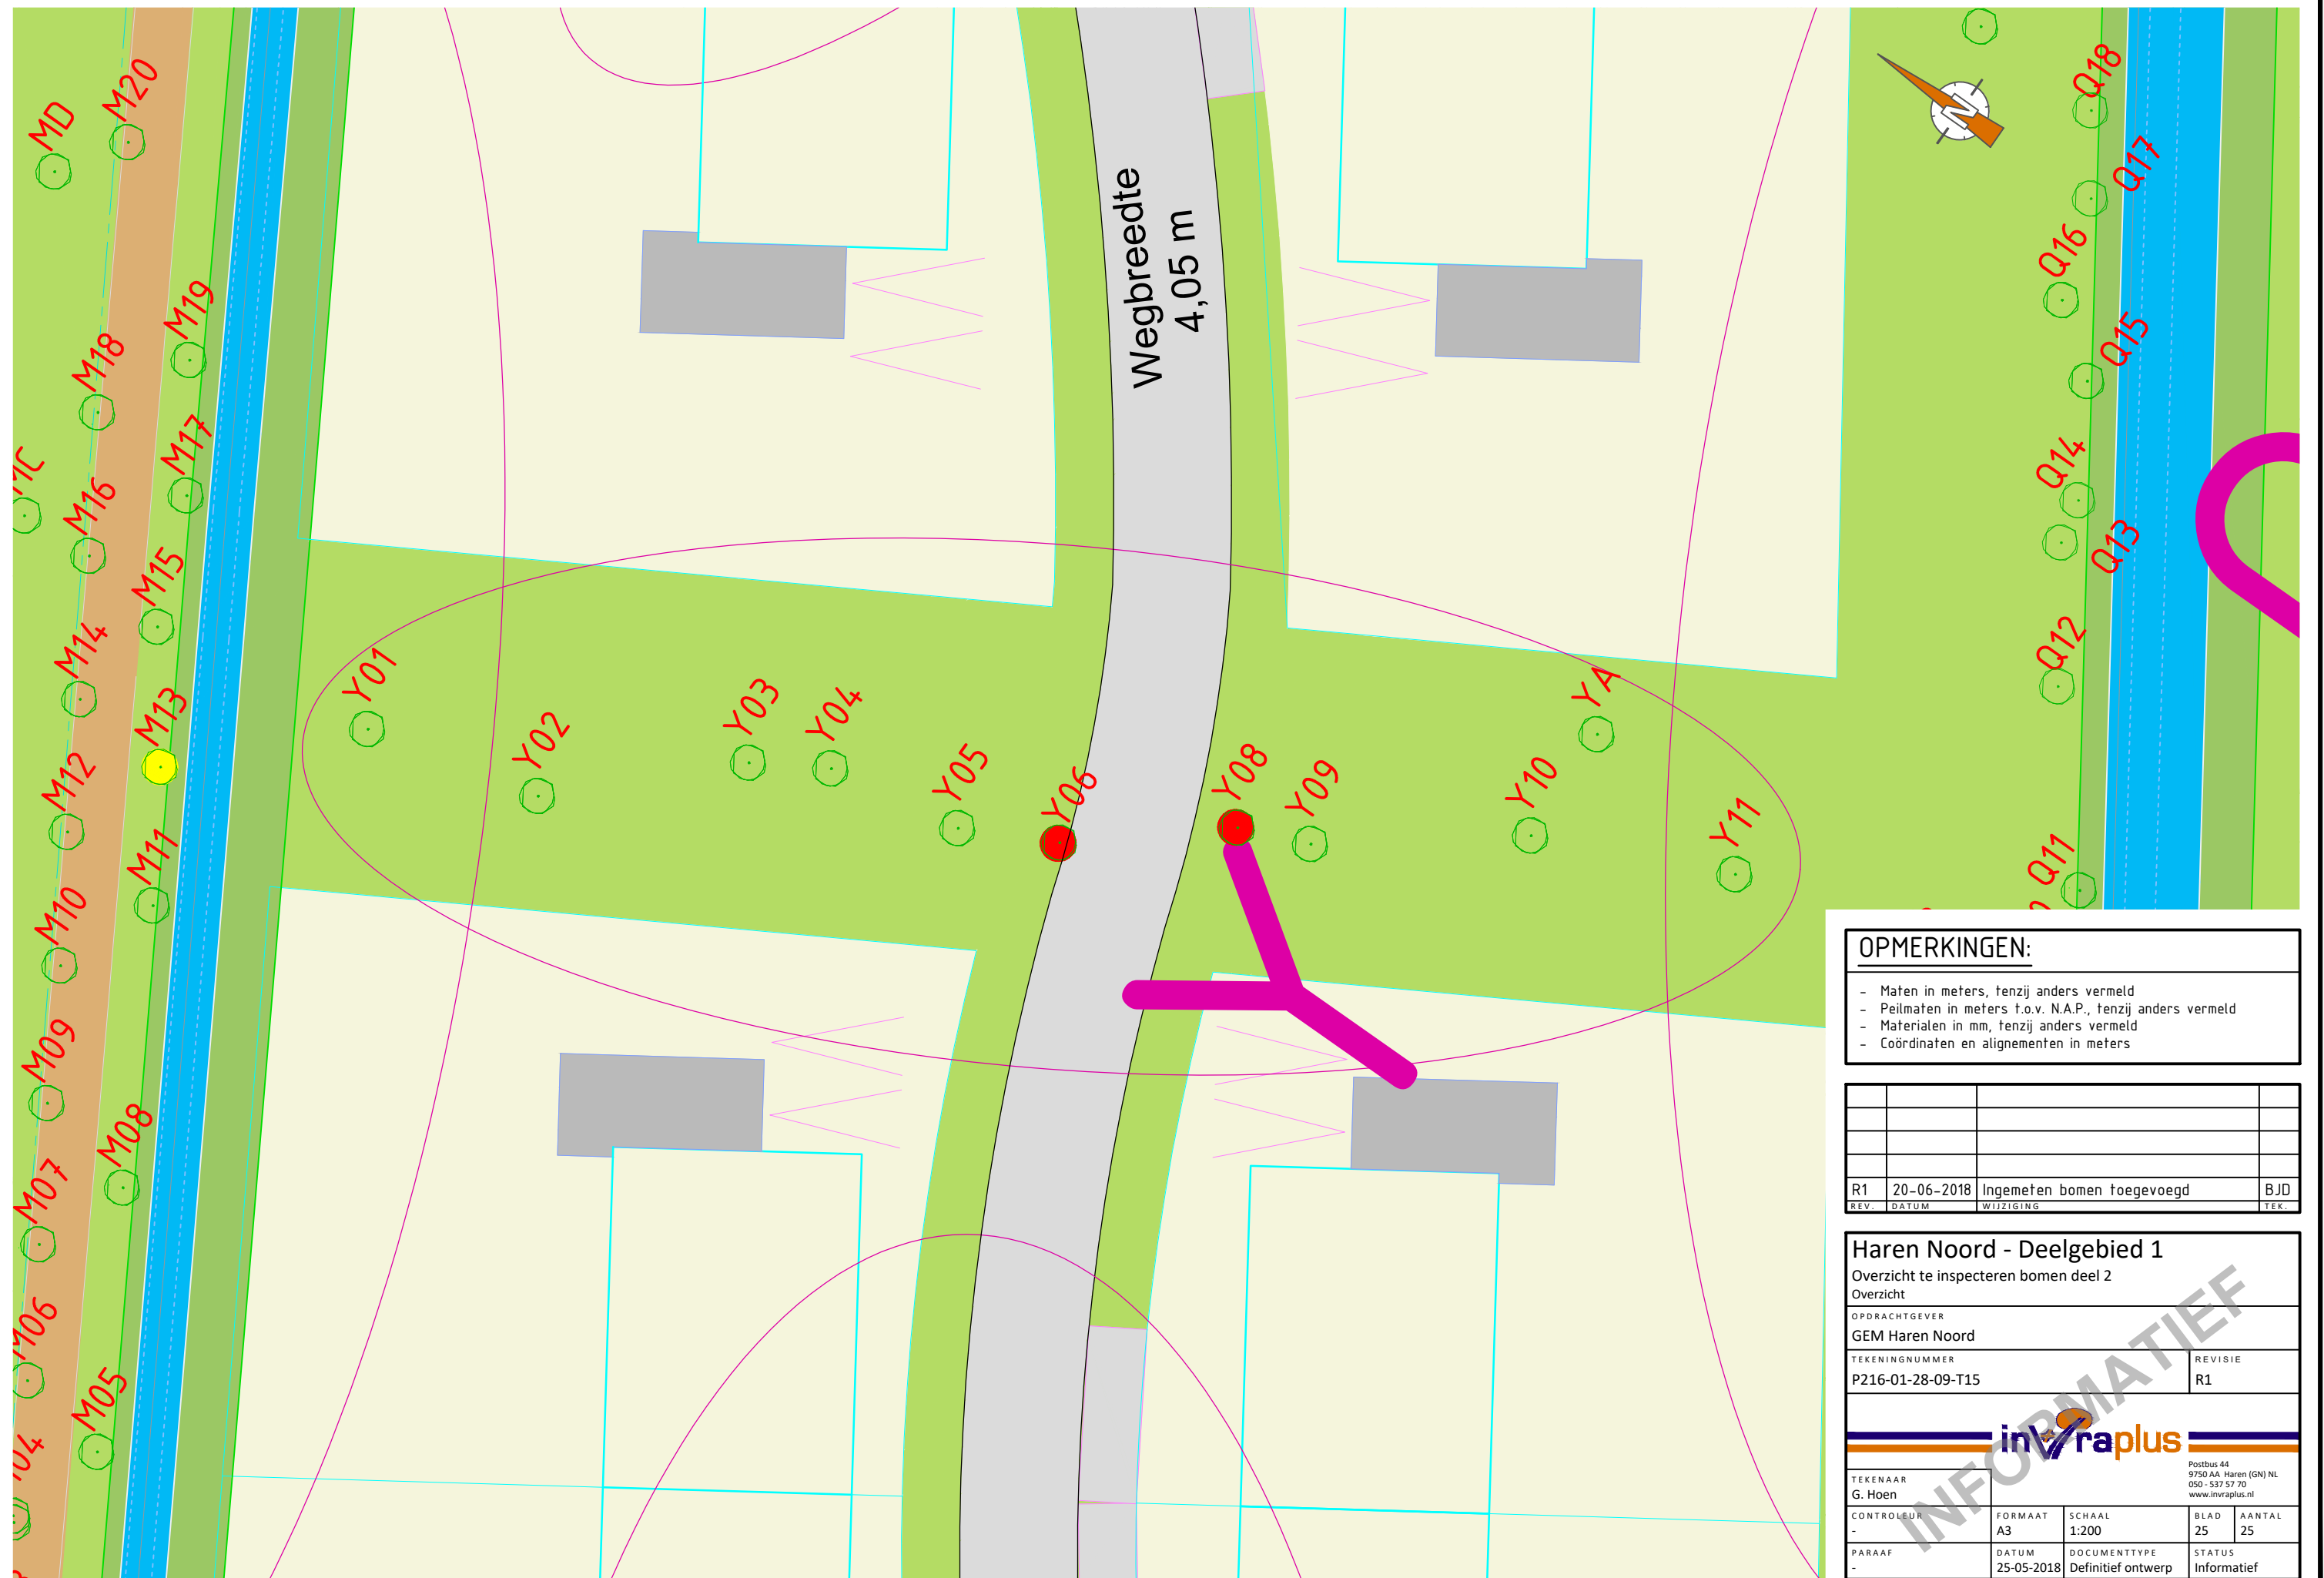 MD
M20
M19
M18
M17
MC
M16
M15
M14
M13
M12
M11
M10
M09
M08
M07
M06
M05
Wegbreedte
4,05 m
Y01
Y02
Y03
Y04
Y05
Y06
Y08
Y09
Y10
YA
Y11
Q18
Q17
Q16
Q15
Q14
Q13
Q12
Q11
OPMERKINGEN:
- Maten in meters, tenzij anders vermeld
- Peilmaten in meters t.o.v. N.A.P., tenzij anders vermeld
- Materialen in mm, tenzij anders vermeld
- Coördinaten en alignementen in meters
R1 20-06-2018 Ingemeten bomen toegevoegd BJD
REV. DATUM WIJZIGING TEK.
Haren Noord - Deelgebied 1
Overzicht te inspecteren bomen deel 2
Overzicht
OPDRACHTGEVER
GEM Haren Noord
TEKENINGNUMMER REVISIE
P216-01-28-09-T15 R1
invraplus
Postbus 44
9750 AA Haren (GN) NL
050 - 537 57 70
www.invraplus.nl
TEKENAAR
G. Hoen
CONTROLEUR FORMAAT SCHAAL BLAD AANTAL
- A3 1:200 25 25
PARAAF DATUM DOCUMENTTYPE STATUS
- 25-05-2018 Definitief ontwerp Informatief
INFORMATIEF